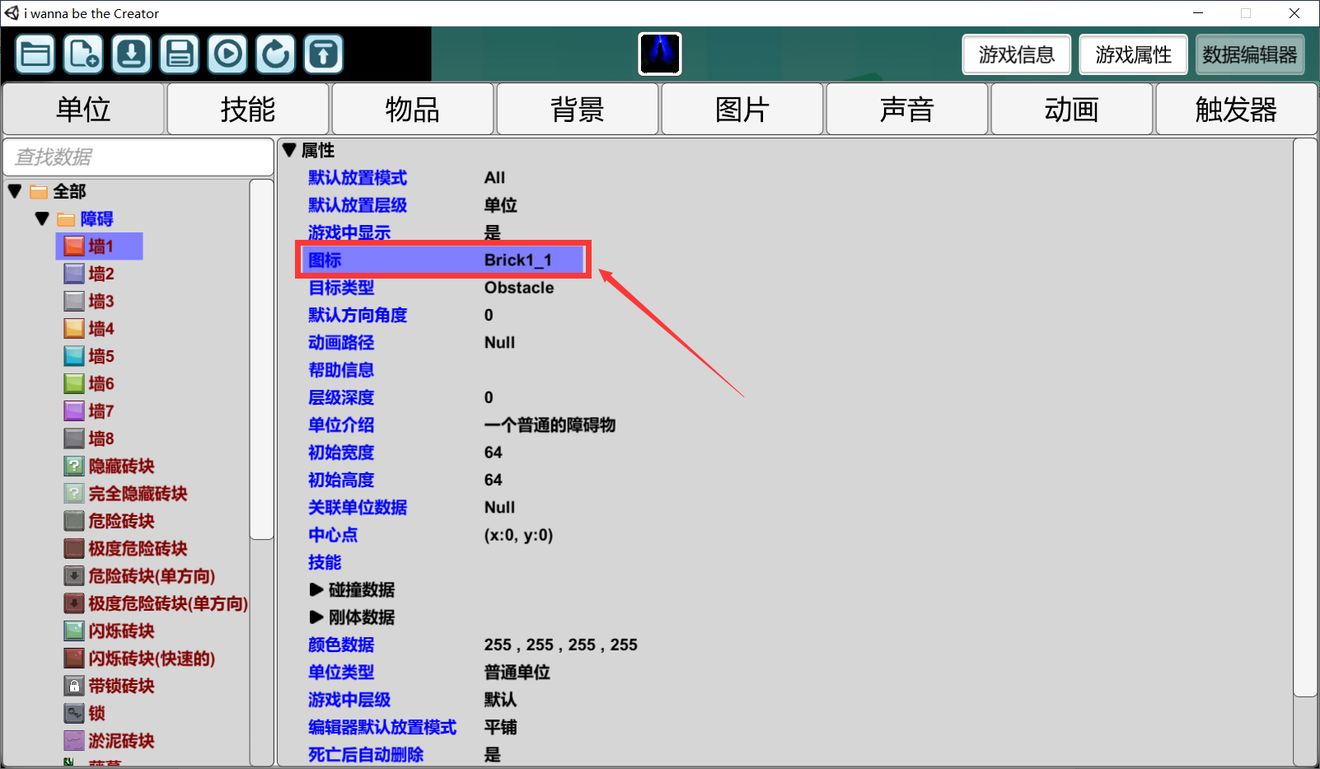 i wanna be the Creator
游戏信息 游戏属性 数据编辑器
单位 技能 物品 背景 图片 声音 动画 触发器
查找数据
全部
障碍
墙1
墙2
墙3
墙4
墙5
墙6
墙7
墙8
隐藏砖块
完全隐藏砖块
危险砖块
极度危险砖块
危险砖块(单方向)
极度危险砖块(单方向)
闪烁砖块
闪烁砖块(快速的)
带锁砖块
锁
淤泥砖块
属性
默认放置模式 All
默认放置层级 单位
游戏中显示 是
图标 Brick1_1
目标类型 Obstacle
默认方向角度 0
动画路径 Null
帮助信息
层级深度 0
单位介绍 一个普通的障碍物
初始宽度 64
初始高度 64
关联单位数据 Null
中心点 (x:0, y:0)
技能
碰撞数据
刚体数据
颜色数据 255 , 255 , 255 , 255
单位类型 普通单位
游戏中层级 默认
编辑器默认放置模式 平铺
死亡后自动删除 是